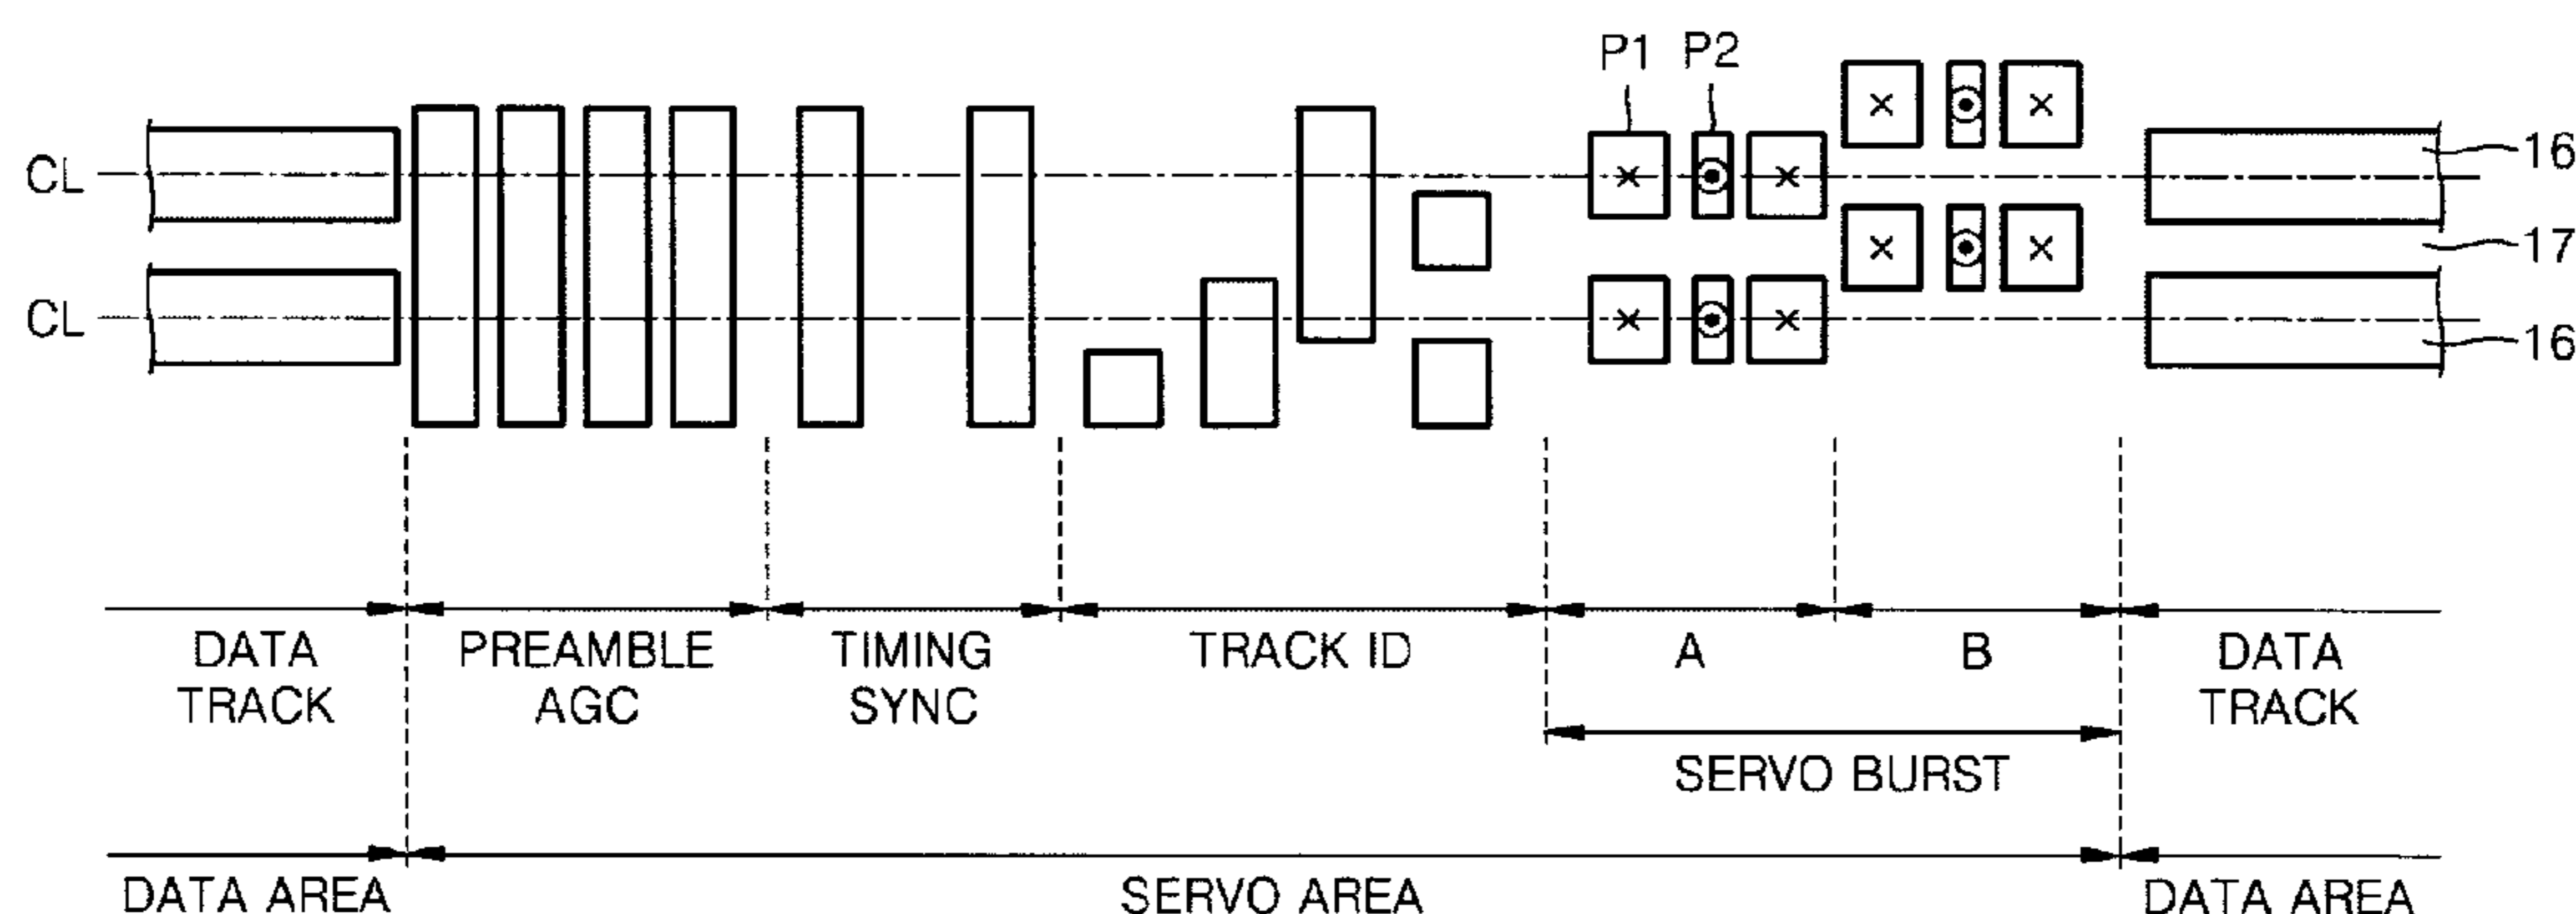 P1 P2
CL
16
17
CL
16
DATA TRACK
PREAMBLE AGC
TIMING SYNC
TRACK ID
A
B
DATA TRACK
SERVO BURST
DATA AREA
SERVO AREA
DATA AREA